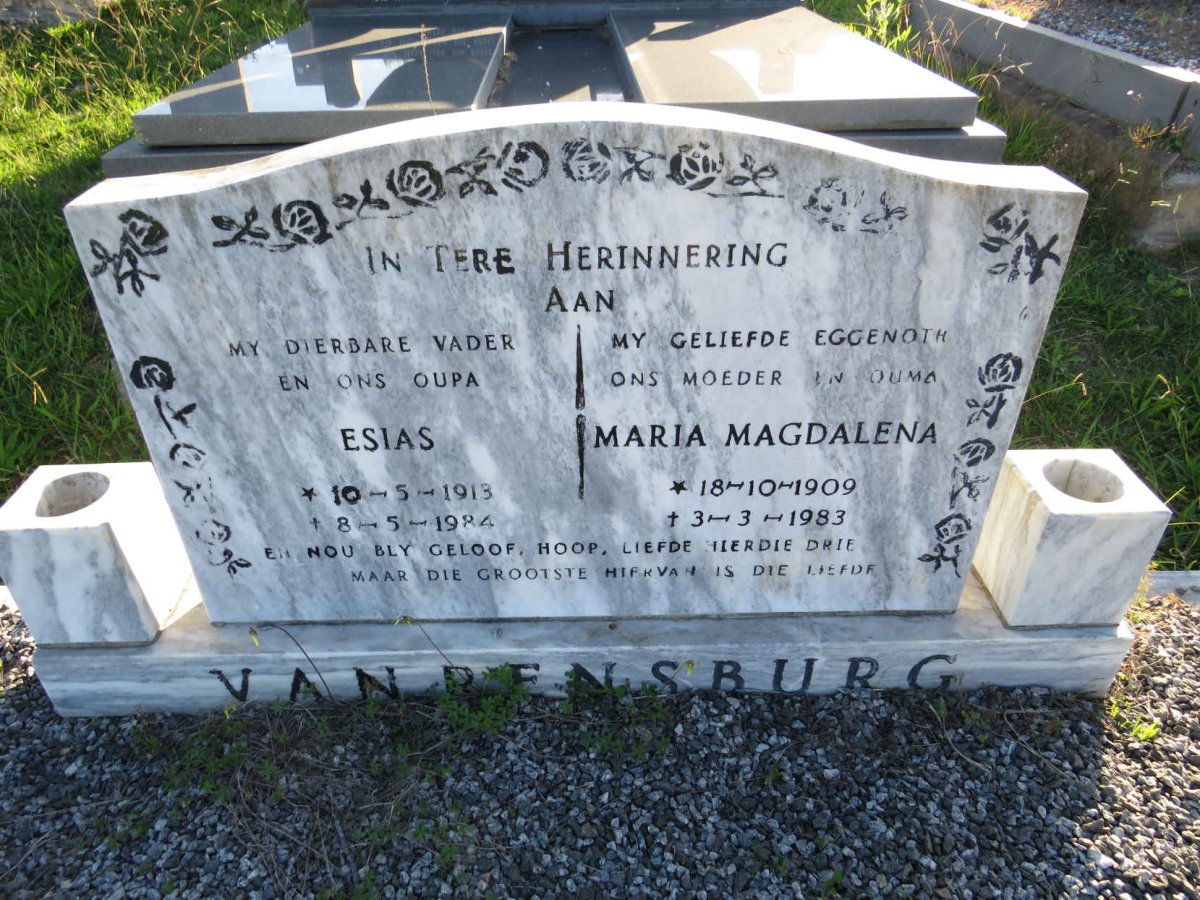 IN TERE HERINNERING
AAN
MY DIERBARE VADER
EN ONS OUPA
ESIAS
* 10-5-1913
† 8-5-1984
MY GELIEFDE EGGENOTH
ONS MOEDER EN OUMA
MARIA MAGDALENA
* 18-10-1909
† 3-3-1983
EN NOU BLY GELOOF, HOOP, LIEFDE HIERDIE DRIE
MAAR DIE GROOTSTE HIERVAN IS DIE LIEFDE
VAN RENSBURG